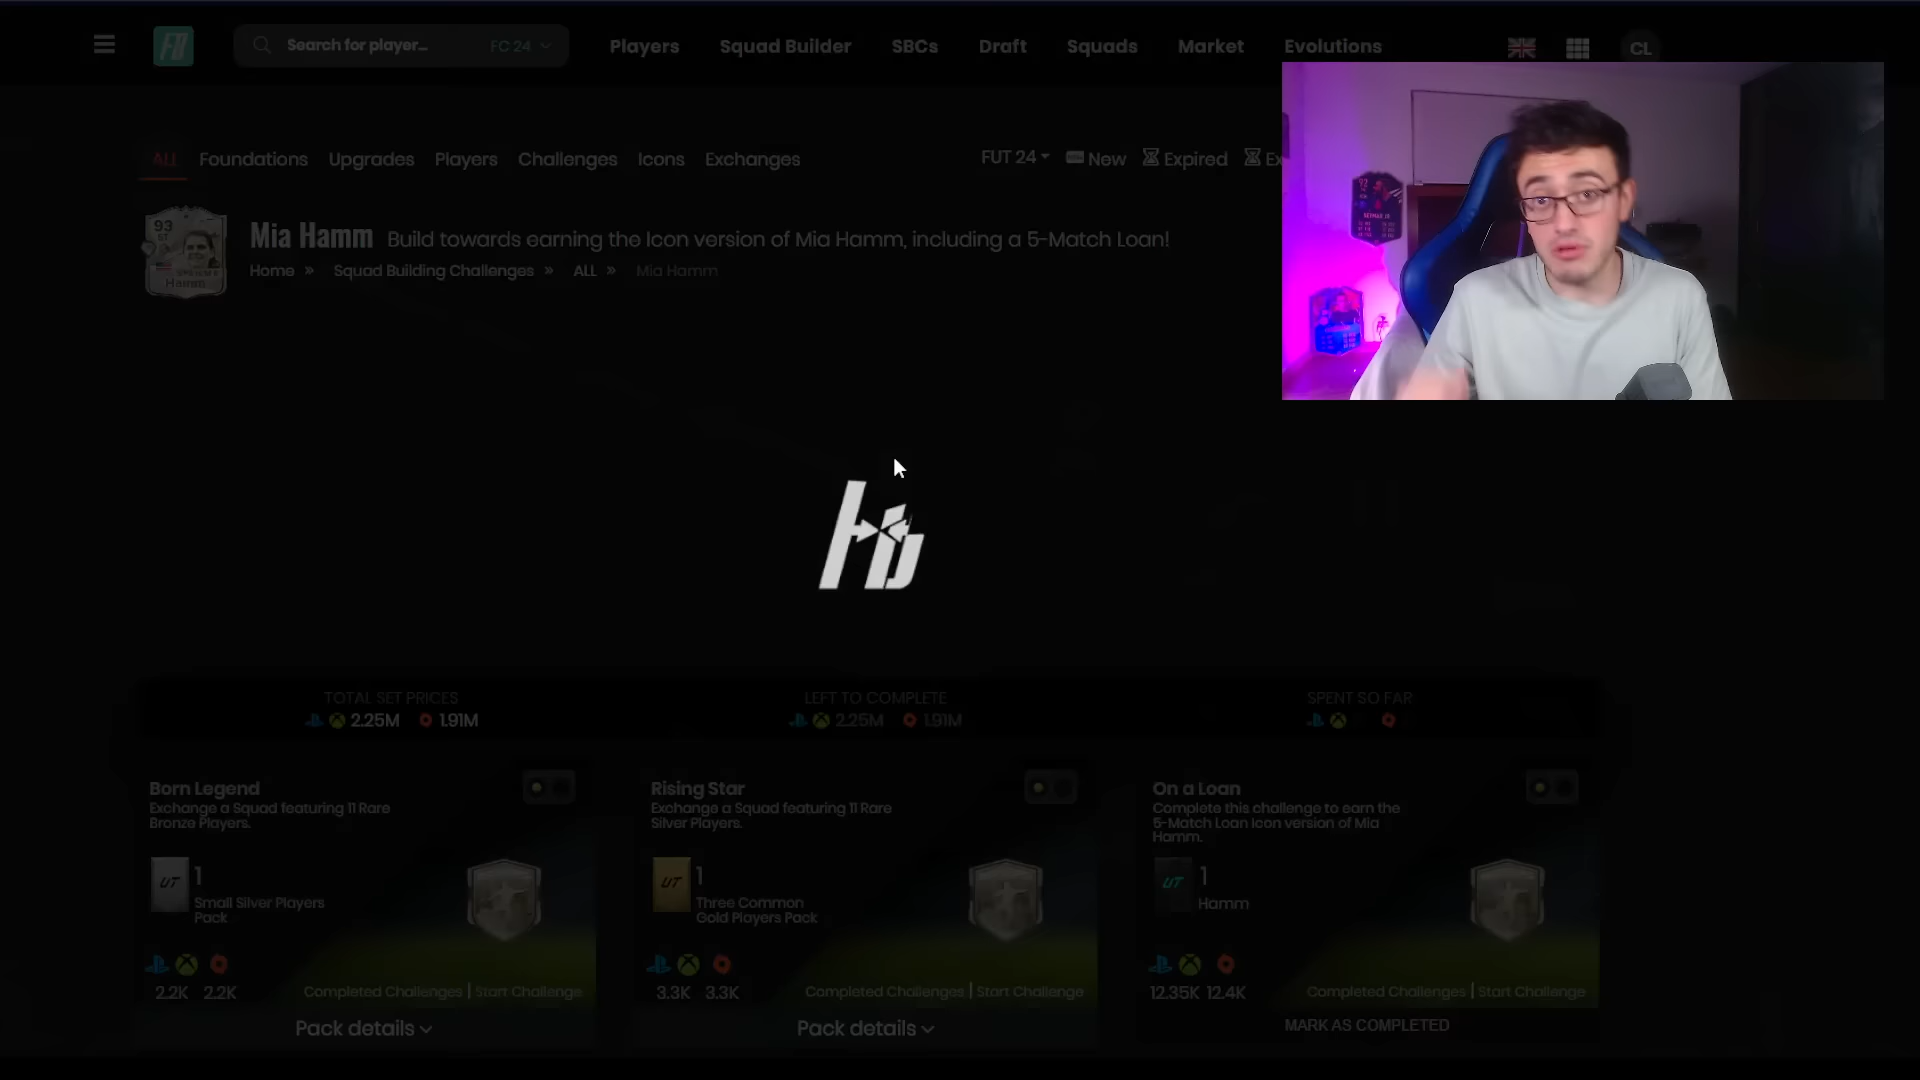 FB
Search for player...
FC 24
Players
Squad Builder
SBCs
Draft
Squads
Market
Evolutions
CL
ALL
Foundations
Upgrades
Players
Challenges
Icons
Exchanges
FUT 24
New
Expired
Ex
93
ST
Hamm
Mia Hamm
Build towards earning the Icon version of Mia Hamm, including a 5-Match Loan!
Home » Squad Building Challenges » ALL » Mia Hamm
92
NEYMAR JR
TOTAL SET PRICES
2.25M 1.91M
LEFT TO COMPLETE
2.25M 1.91M
SPENT SO FAR
Born Legend
Exchange a Squad featuring 11 Rare
Bronze Players.
UT
1
Small Silver Players
Pack
2.2K 2.2K
Completed Challenges | Start Challenge
Pack details
Rising Star
Exchange a Squad featuring 11 Rare
Silver Players.
UT
1
Three Common
Gold Players Pack
3.3K 3.3K
Completed Challenges | Start Challenge
Pack details
On a Loan
Complete this challenge to earn the
5-Match Loan Icon version of Mia
Hamm.
UT
1
Hamm
12.35K 12.4K
Completed Challenges | Start Challenge
MARK AS COMPLETED